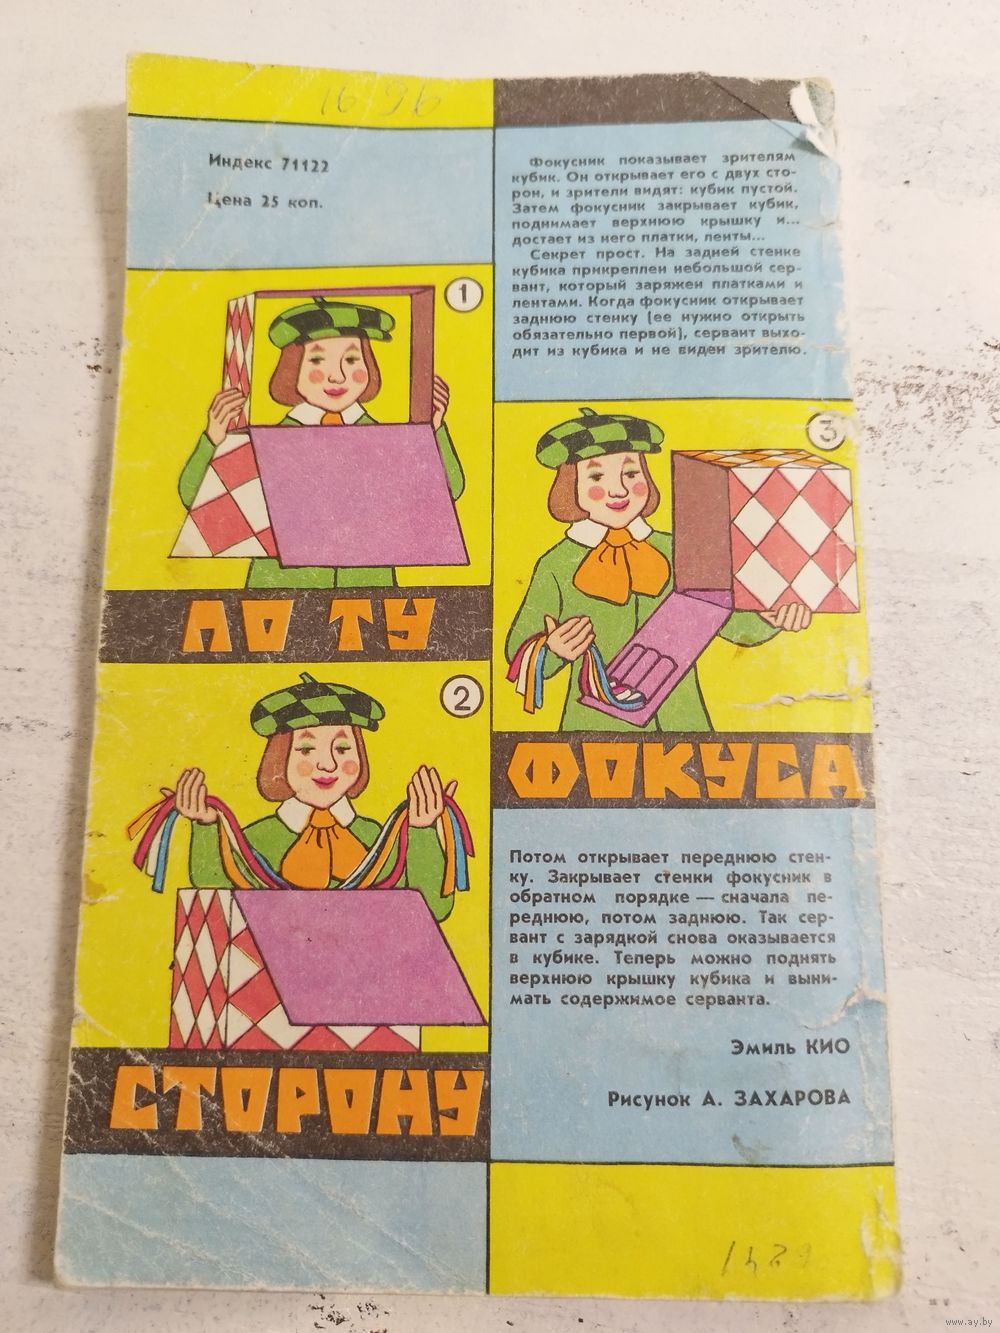 Индекс 71122
Цена 25 коп.
Фокусник показывает зрителям
кубик. Он открывает его с двух сто-
рон, и зрители видят: кубик пустой.
Затем фокусник закрывает кубик,
поднимает верхнюю крышку и...
достает из него платки, ленты...
Секрет прост. На задней стенке
кубика прикреплен небольшой сер-
вант, который заряжен платками и
лентами. Когда фокусник открывает
заднюю стенку (ее нужно открыть
обязательно первой), сервант выхо-
дит из кубика и не виден зрителю.
1
ПО ТУ
2
СТОРОНУ
3
ФОКУСА
Потом открывает переднюю стен-
ку. Закрывает стенки фокусник в
обратном порядке — сначала пе-
реднюю, потом заднюю. Так сер-
вант с зарядкой снова оказывается
в кубике. Теперь можно поднять
верхнюю крышку кубика и выни-
мать содержимое серванта.
Эмиль КИО
Рисунок А. ЗАХАРОВА
www.ay.by